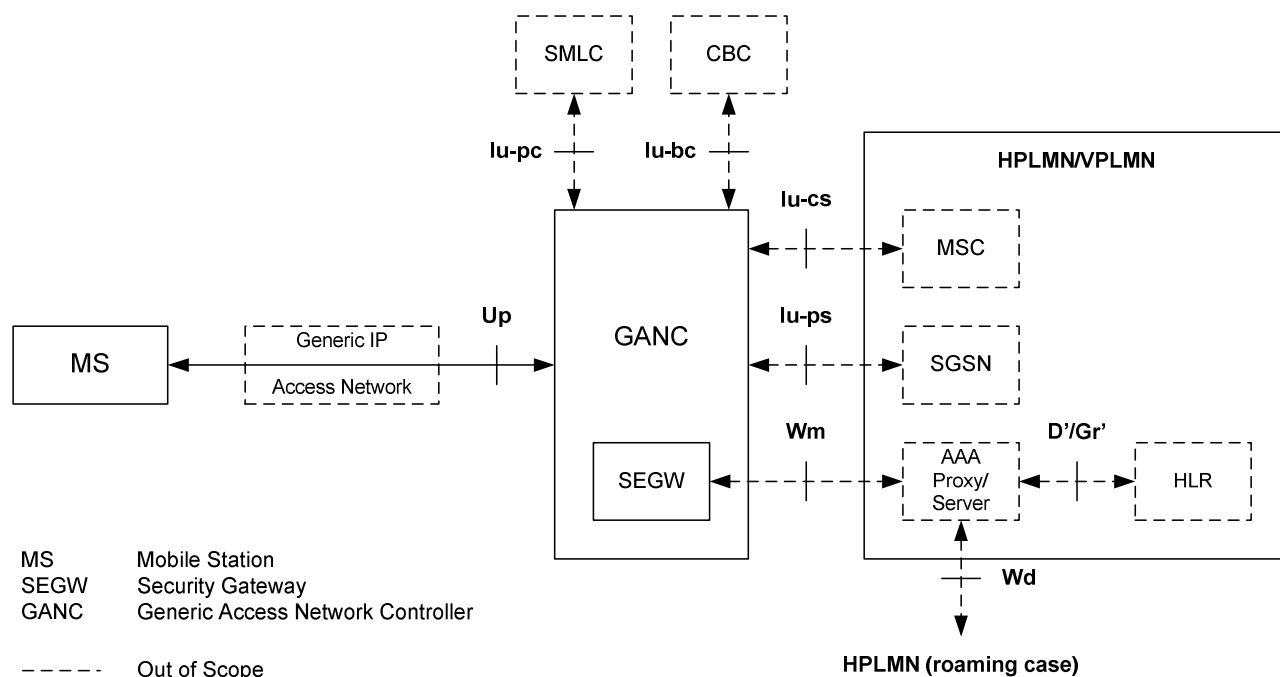 SMLC
CBC
Iu-pc
Iu-bc
HPLMN/VPLMN
Iu-cs
MSC
Up
Iu-ps
Generic IP
Access Network
MS
GANC
SGSN
Wm
D’/Gr’
SEGW
AAA
Proxy/
Server
HLR
Wd
MS Mobile Station
SEGW Security Gateway
GANC Generic Access Network Controller
Out of Scope
HPLMN (roaming case)